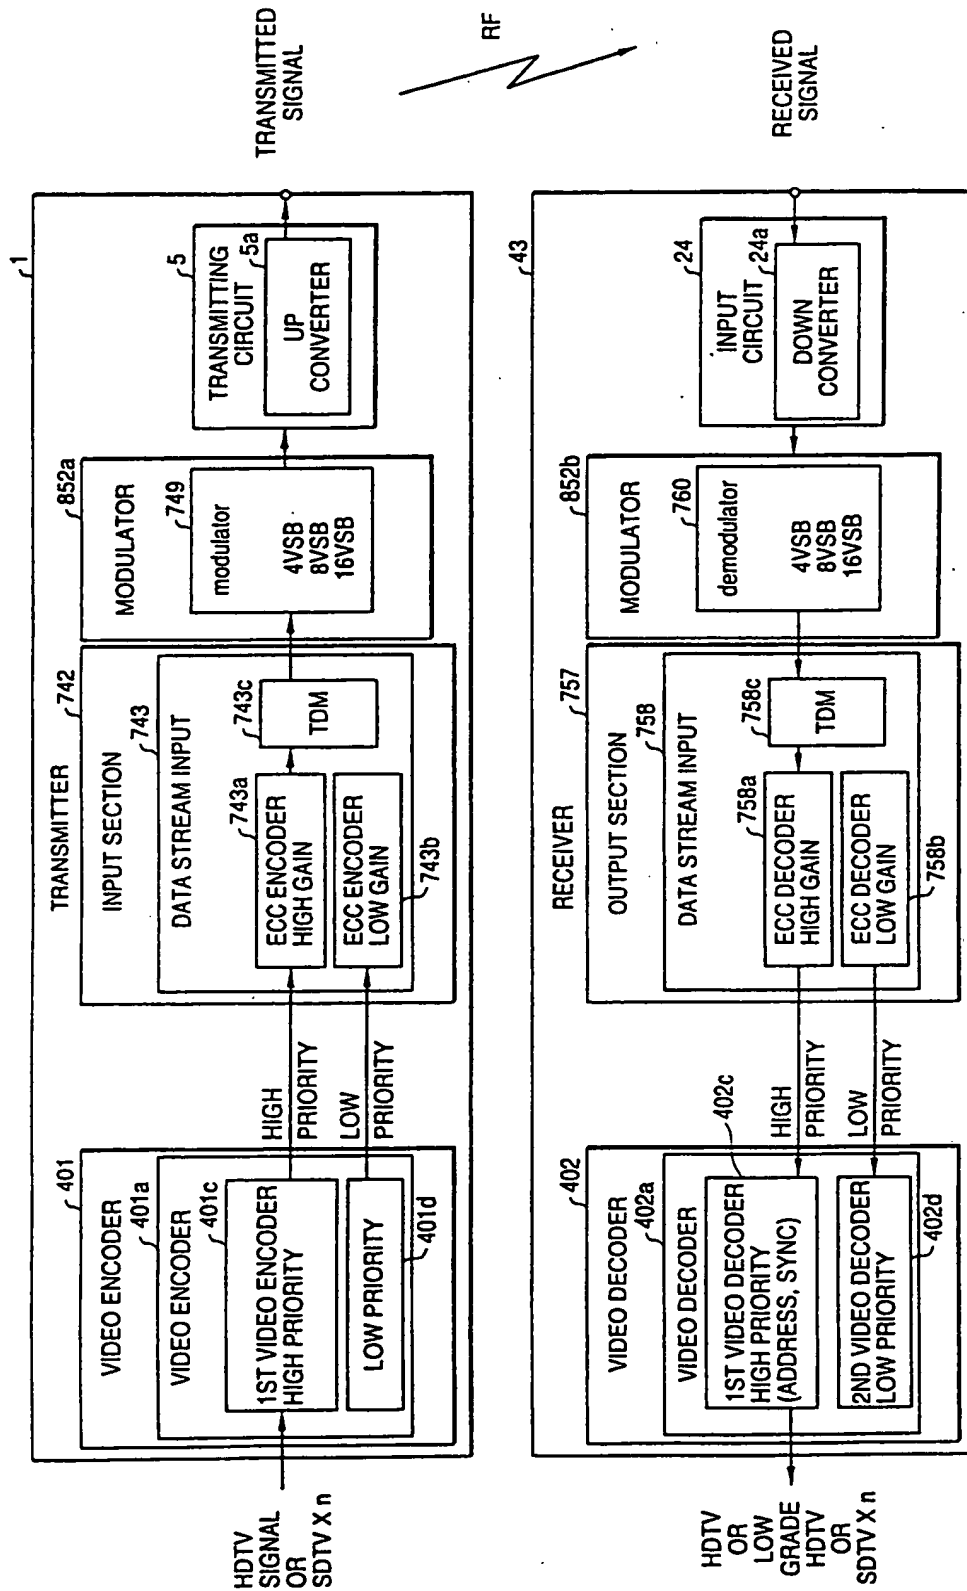 HDTV
SIGNAL
OR
SDTV X n
1
TRANSMITTER
401
VIDEO ENCODER
401a
VIDEO ENCODER
401c
1ST VIDEO ENCODER
HIGH PRIORITY
LOW PRIORITY
401d
HIGH
PRIORITY
LOW
PRIORITY
742
INPUT SECTION
743
DATA STREAM INPUT
743a
ECC ENCODER
HIGH GAIN
ECC ENCODER
LOW GAIN
743b
743c
TDM
852a
MODULATOR
749
modulator
4VSB
8VSB
16VSB
5
TRANSMITTING
CIRCUIT
5a
UP
CONVERTER
TRANSMITTED
SIGNAL
RF
HDTV
OR
LOW
GRADE
HDTV
OR
SDTV X n
43
RECEIVER
402
VIDEO DECODER
402a
VIDEO DECODER
402c
1ST VIDEO DECODER
HIGH PRIORITY
(ADDRESS, SYNC)
2ND VIDEO DECODER
LOW PRIORITY
402d
HIGH
PRIORITY
LOW
PRIORITY
757
OUTPUT SECTION
758
DATA STREAM INPUT
758a
ECC DECODER
HIGH GAIN
ECC DECODER
LOW GAIN
758b
758c
TDM
852b
MODULATOR
760
demodulator
4VSB
8VSB
16VSB
24
INPUT
CIRCUIT
24a
DOWN
CONVERTER
RECEIVED
SIGNAL